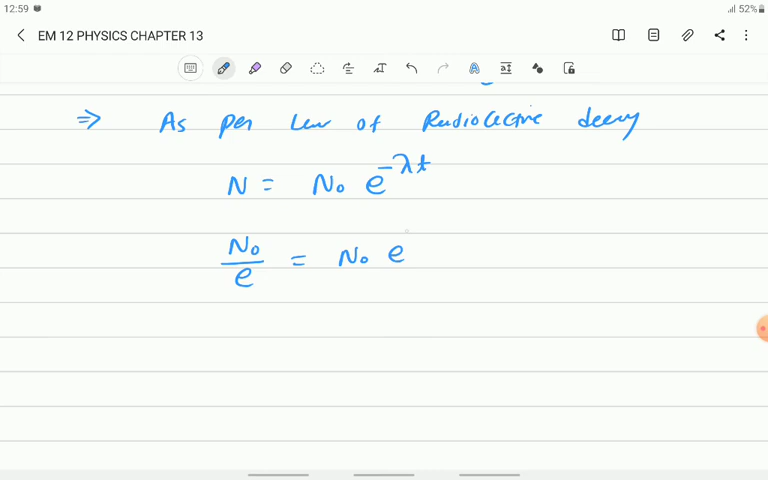 12:59 52%
EM 12 PHYSICS CHAPTER 13
⇒ As per Law of Radioactive decay
N = N₀ e^{-λt}
N₀/e = N₀ e